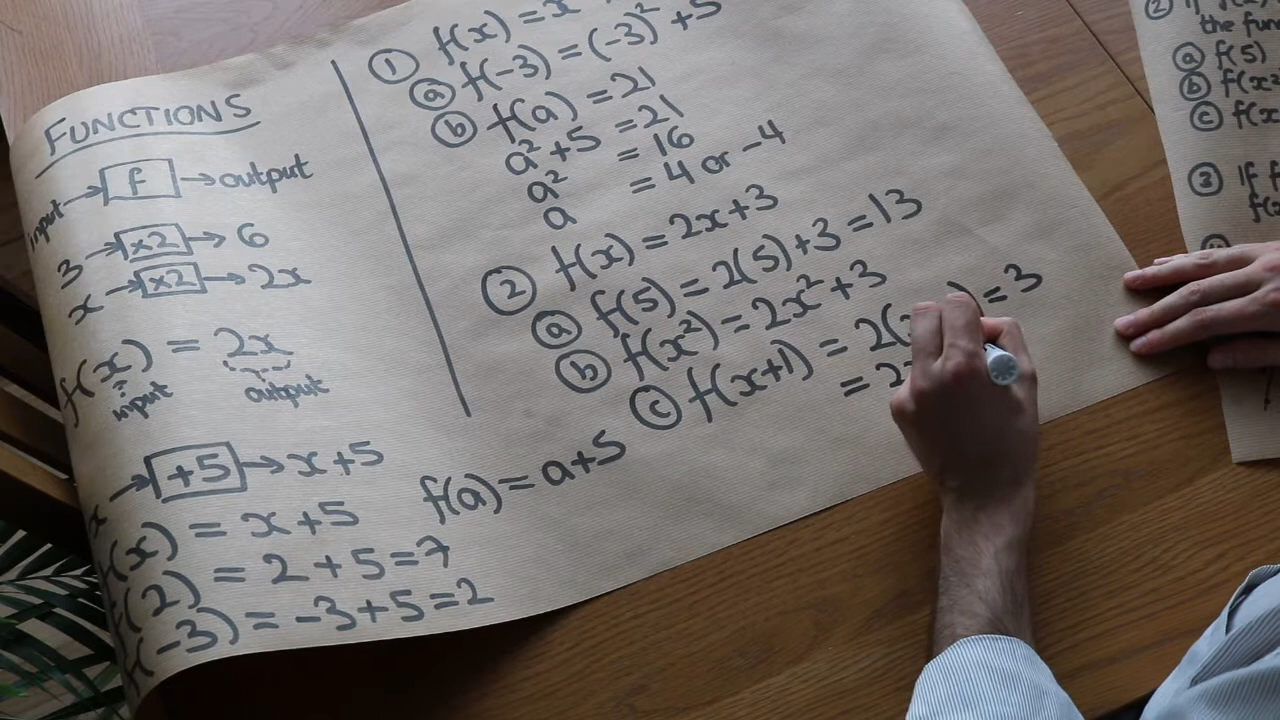 FUNCTIONS
input → f → output
3 → ×2 → 6
x → ×2 → 2x
f(x) = 2x
input output
x → +5 → x+5
f(x) = x+5
f(2) = 2+5=7
f(-3) = -3+5=2
f(a)=a+5
① f(x)=x
ⓐ f(-3)=(-3)²+5
ⓑ f(a)=21
a²+5=21
a²=16
a=4 or -4
② f(x)=2x+3
ⓐ f(5)=2(5)+3=13
ⓑ f(x²)=2x²+3
ⓒ f(x+1)=2( )=3
=2
② If
the
ⓐ f(5)
ⓑ f(x²
ⓒ f(x
③ If f
f(x